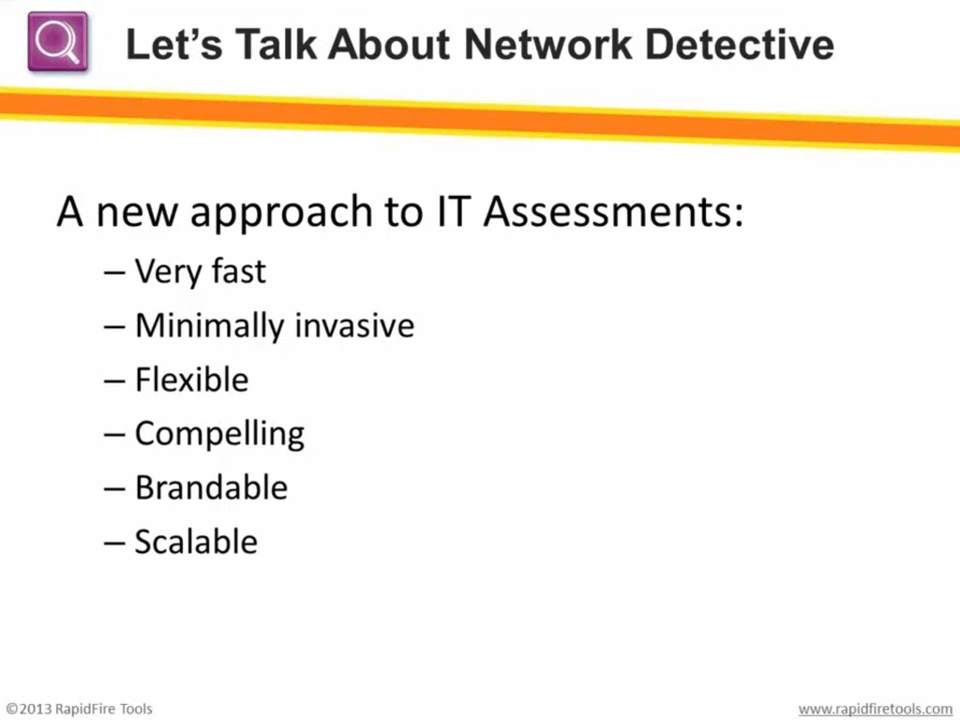 Let’s Talk About Network Detective
A new approach to IT Assessments:
– Very fast
– Minimally invasive
– Flexible
– Compelling
– Brandable
– Scalable
©2013 RapidFire Tools
www.rapidfiretools.com